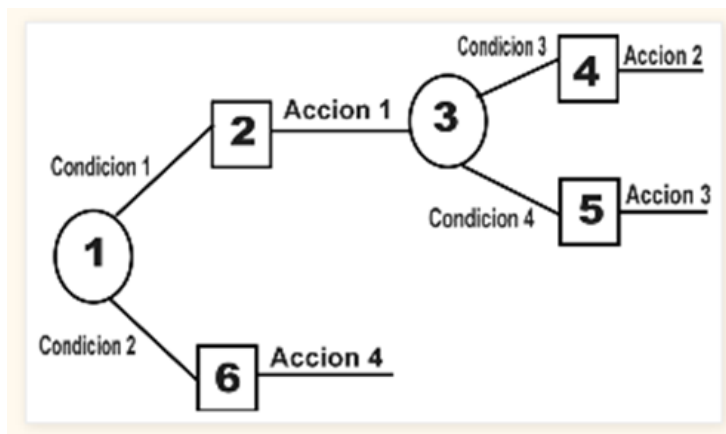 Condicion 3
4
Accion 2
2
Accion 1
3
Condicion 1
5
Accion 3
Condicion 4
1
Condicion 2
6
Accion 4